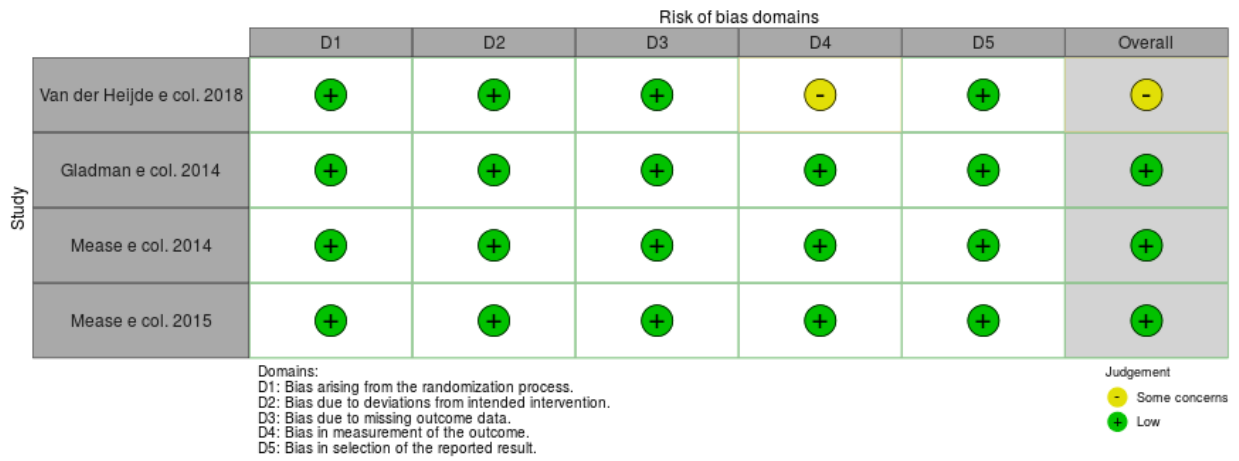 Risk of bias domains
D1 D2 D3 D4 D5 Overall
Study
Van der Heijde e col. 2018 + + + - + -
Gladman e col. 2014 + + + + + +
Mease e col. 2014 + + + + + +
Mease e col. 2015 + + + + + +
Domains:
D1: Bias arising from the randomization process.
D2: Bias due to deviations from intended intervention.
D3: Bias due to missing outcome data.
D4: Bias in measurement of the outcome.
D5: Bias in selection of the reported result.
Judgement
- Some concerns
+ Low